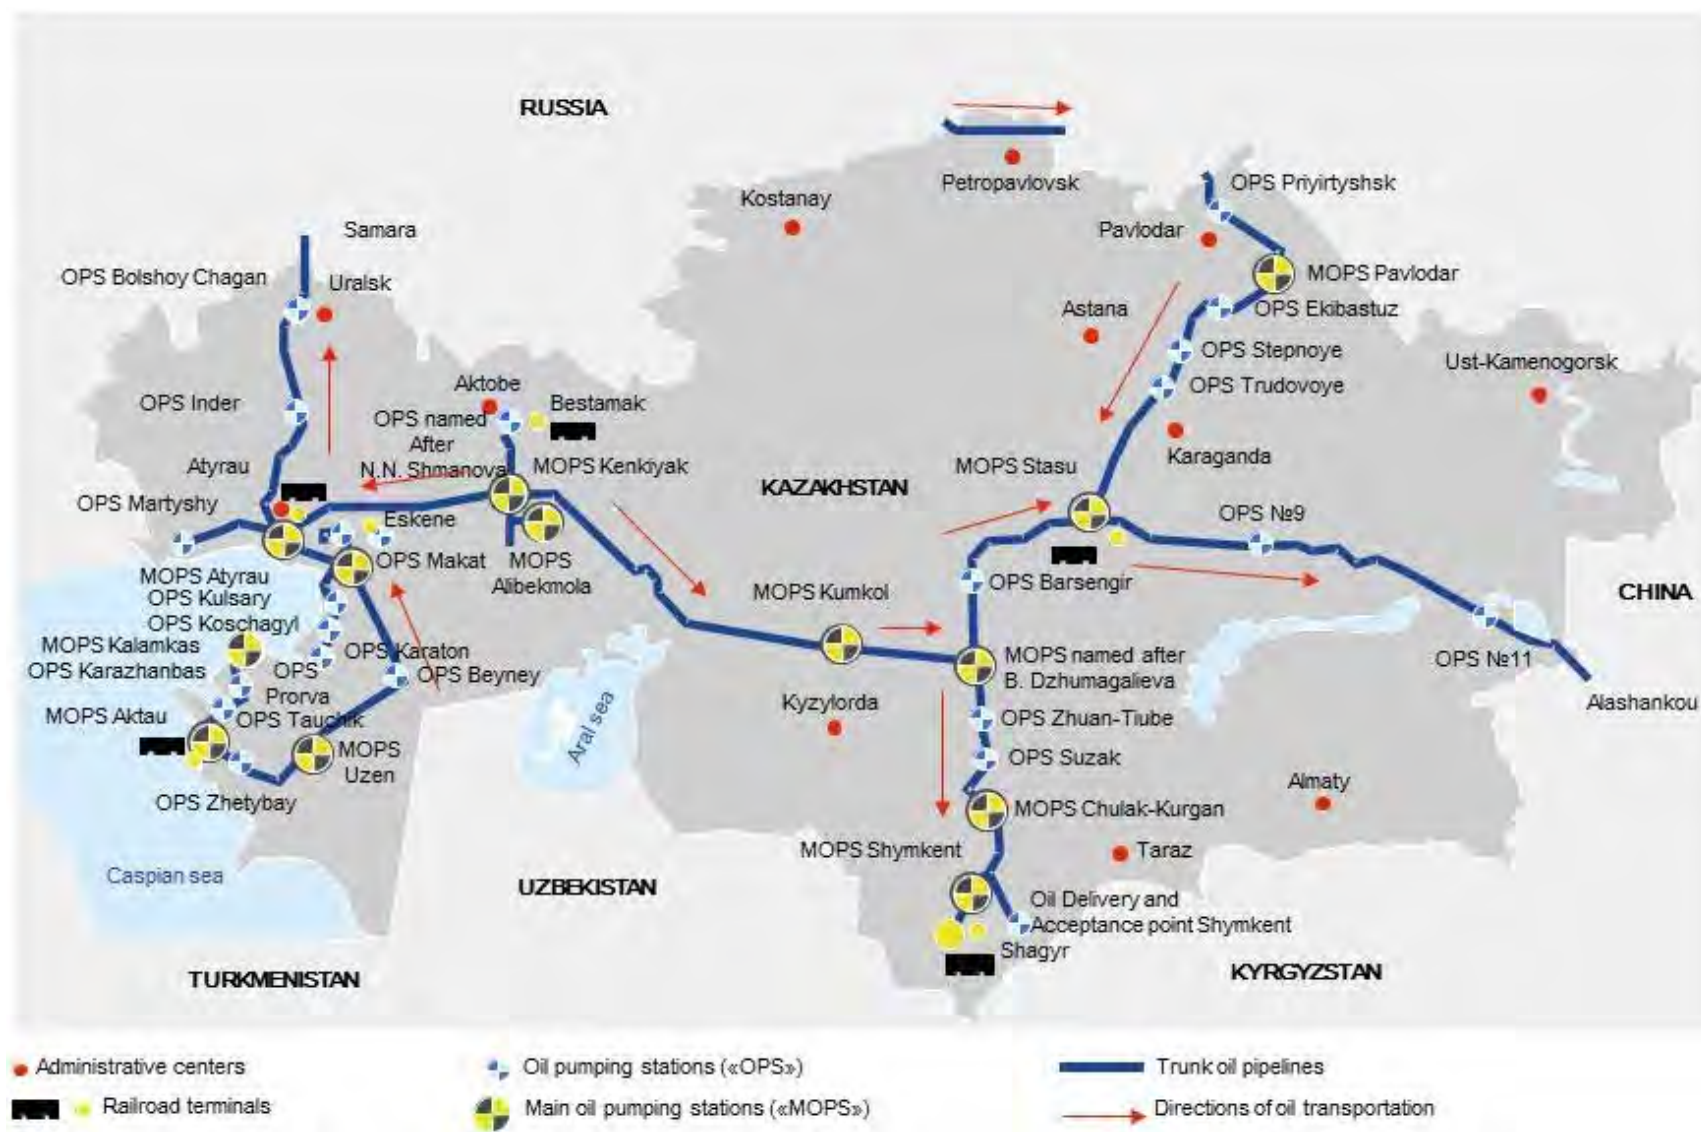 RUSSIA
Petropavlovsk
OPS Priyirtyshsk
Kostanay
Pavlodar
Samara
MOPS Pavlodar
OPS Bolshoy Chagan
Uralsk
Astana
OPS Ekibastuz
OPS Stepnoye
Ust-Kamenogorsk
OPS Trudovoye
Aktobe
OPS Inder
Bestamak
OPS named
After
N.N. Shmanova
Karaganda
Atyrau
MOPS Kenkiyak
MOPS Stasu
KAZAKHSTAN
OPS Martyshy
Eskene
OPS №9
OPS Makat
MOPS
Alibekmola
MOPS Atyrau
OPS Barsengir
MOPS Kumkol
CHINA
OPS Kulsary
OPS Koschagyl
MOPS Kalamkas
OPS Karaton
OPS Karazhanbas
OPS
Prorva
OPS Beyney
MOPS named after
B. Dzhumagalieva
OPS №11
Alashankou
MOPS Aktau
OPS Tauchik
Kyzylorda
OPS Zhuan-Tiube
Aral sea
MOPS
Uzen
OPS Suzak
Almaty
OPS Zhetybay
MOPS Chulak-Kurgan
MOPS Shymkent
Taraz
Caspian sea
UZBEKISTAN
Oil Delivery and
Acceptance point Shymkent
Shagyr
TURKMENISTAN
KYRGYZSTAN
Administrative centers
Oil pumping stations («OPS»)
Trunk oil pipelines
Railroad terminals
Main oil pumping stations («MOPS»)
Directions of oil transportation